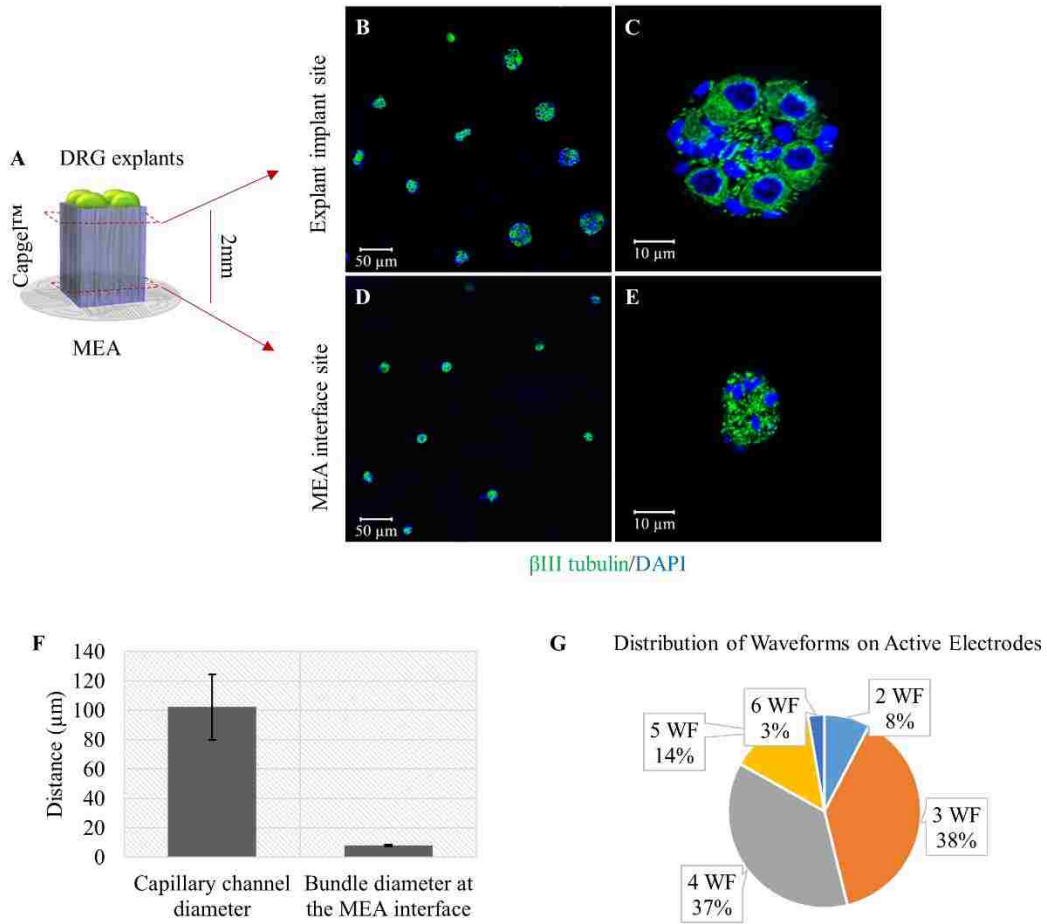 A
DRG explants
Capgel™
2mm
MEA
Explant implant site
B
50 µm
C
10 µm
MEA interface site
D
50 µm
E
10 µm
βIII tubulin/DAPI
F
Distance (µm)
140
120
100
80
60
40
20
0
Capillary channel
diameter
Bundle diameter at
the MEA interface
G
Distribution of Waveforms on Active Electrodes
2 WF
8%
3 WF
38%
4 WF
37%
5 WF
14%
6 WF
3%